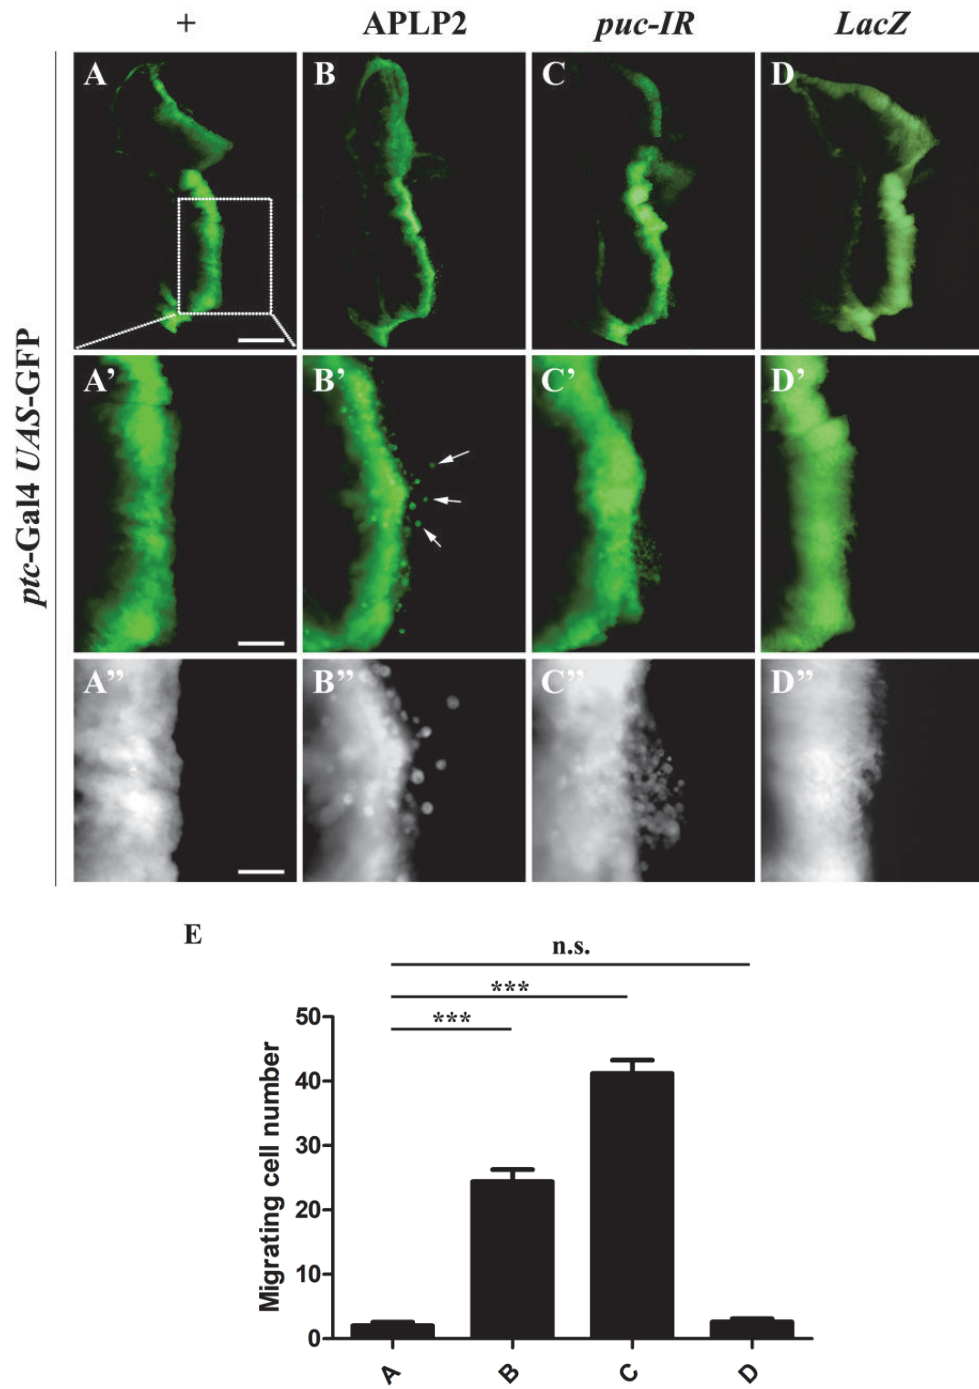 + APLP2 puc-IR LacZ
ptc-Gal4 UAS-GFP
A B C D
A’ B’ C’ D’
A” B” C” D”
E
n.s.
***
***
Migrating cell number
50
40
30
20
10
0
A B C D